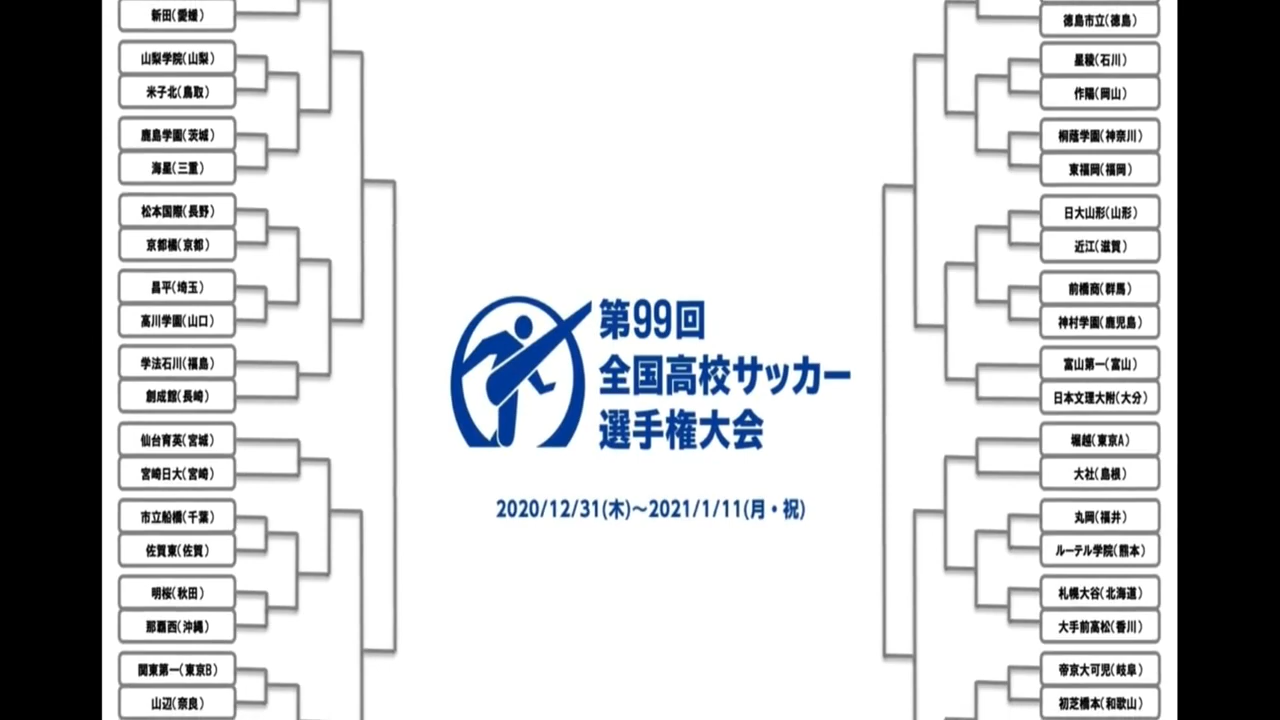 新田(愛媛)
山梨学院(山梨)
米子北(鳥取)
鹿島学園(茨城)
海星(三重)
松本国際(長野)
京都橘(京都)
昌平(埼玉)
高川学園(山口)
学法石川(福島)
創成館(長崎)
仙台育英(宮城)
宮崎日大(宮崎)
市立船橋(千葉)
佐賀東(佐賀)
明桜(秋田)
那覇西(沖縄)
関東第一(東京B)
山辺(奈良)
第99回
全国高校サッカー
選手権大会
2020/12/31(木)～2021/1/11(月・祝)
徳島市立(徳島)
星稜(石川)
作陽(岡山)
桐蔭学園(神奈川)
東福岡(福岡)
日大山形(山形)
近江(滋賀)
前橋商(群馬)
神村学園(鹿児島)
富山第一(富山)
日本文理大附(大分)
堀越(東京A)
大社(島根)
丸岡(福井)
ルーテル学院(熊本)
札幌大谷(北海道)
大手前高松(香川)
帝京大可児(岐阜)
初芝橋本(和歌山)